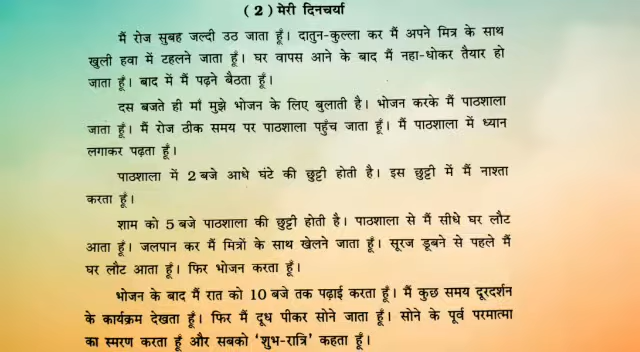 ( 2 ) मेरी दिनचर्या
मैं रोज सुबह जल्दी उठ जाता हूँ। दातुन-कुल्ला कर मैं अपने मित्र के साथ
खुली हवा में टहलने जाता हूँ। घर वापस आने के बाद मैं नहा-धोकर तैयार हो
जाता हूँ। बाद में मैं पढ़ने बैठता हूँ।
दस बजते ही माँ मुझे भोजन के लिए बुलाती है। भोजन करके मैं पाठशाला
जाता हूँ। मैं रोज ठीक समय पर पाठशाला पहुँच जाता हूँ। मैं पाठशाला में ध्यान
लगाकर पढ़ता हूँ।
पाठशाला में 2 बजे आधे घंटे की छुट्टी होती है। इस छुट्टी में मैं नाश्ता
करता हूँ।
शाम को 5 बजे पाठशाला की छुट्टी होती है। पाठशाला से मैं सीधे घर लौट
आता हूँ। जलपान कर मैं मित्रों के साथ खेलने जाता हूँ। सूरज डूबने से पहले मैं
घर लौट आता हूँ। फिर भोजन करता हूँ।
भोजन के बाद मैं रात को 10 बजे तक पढ़ाई करता हूँ। मैं कुछ समय दूरदर्शन
के कार्यक्रम देखता हूँ। फिर मैं दूध पीकर सोने जाता हूँ। सोने के पूर्व परमात्मा
का स्मरण करता हूँ और सबको ‘शुभ-रात्रि’ कहता हूँ।